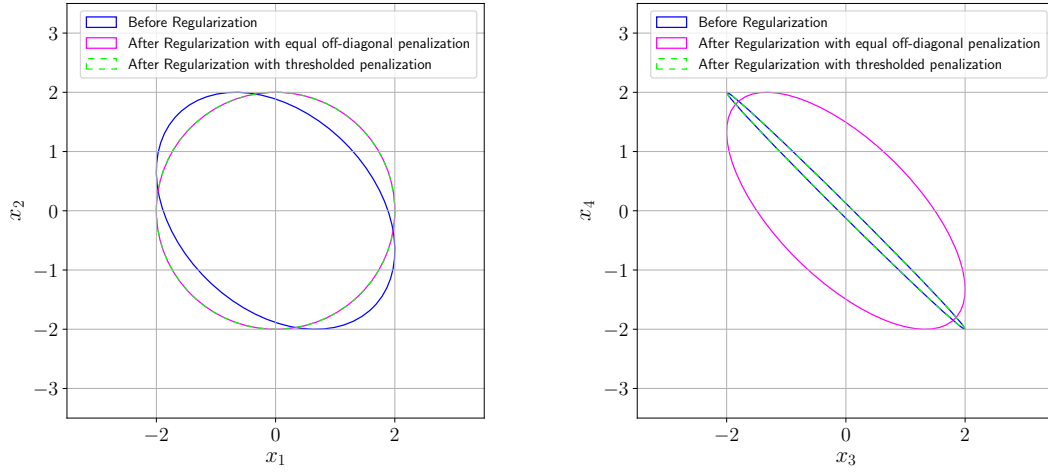 Before Regularization
After Regularization with equal off-diagonal penalization
After Regularization with thresholded penalization
3
2
1
0
−1
−2
−3
x2
−2
0
2
x1
Before Regularization
After Regularization with equal off-diagonal penalization
After Regularization with thresholded penalization
3
2
1
0
−1
−2
−3
x4
−2
0
2
x3